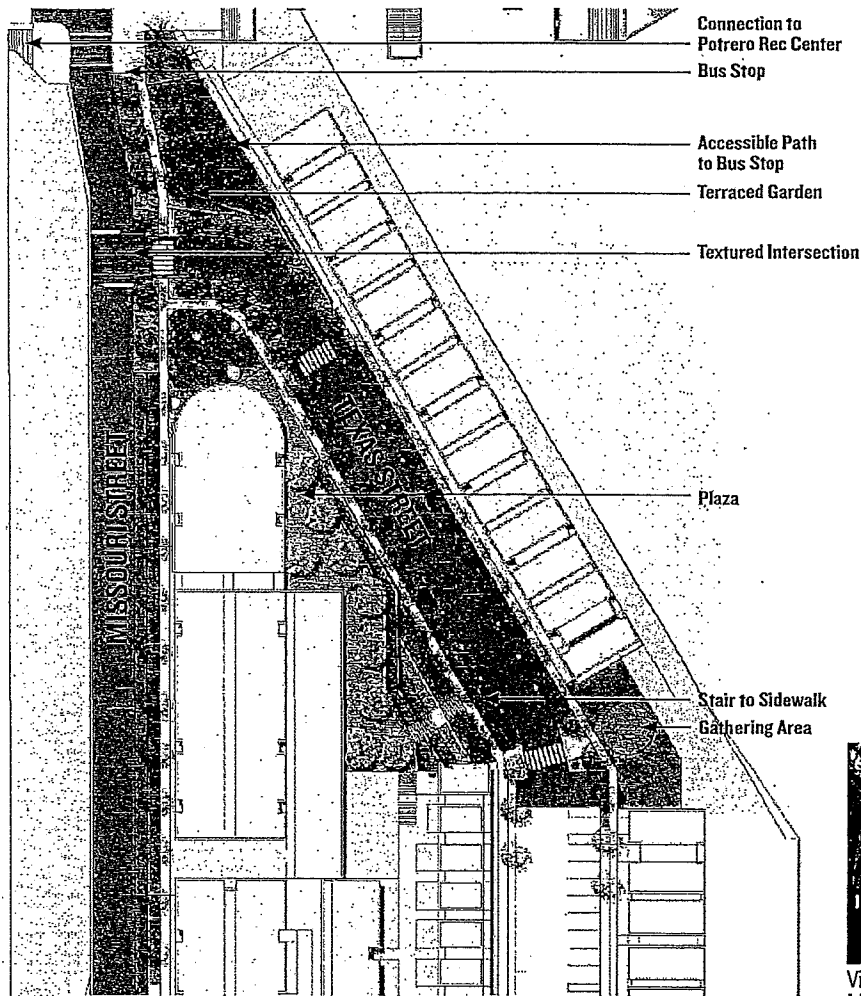 Connection to
Potrero Rec Center
Bus Stop
Accessible Path
to Bus Stop
Terraced Garden
Textured Intersection
MISSOURI STREET
TEXAS STREET
Plaza
Stair to Sidewalk
Gathering Area